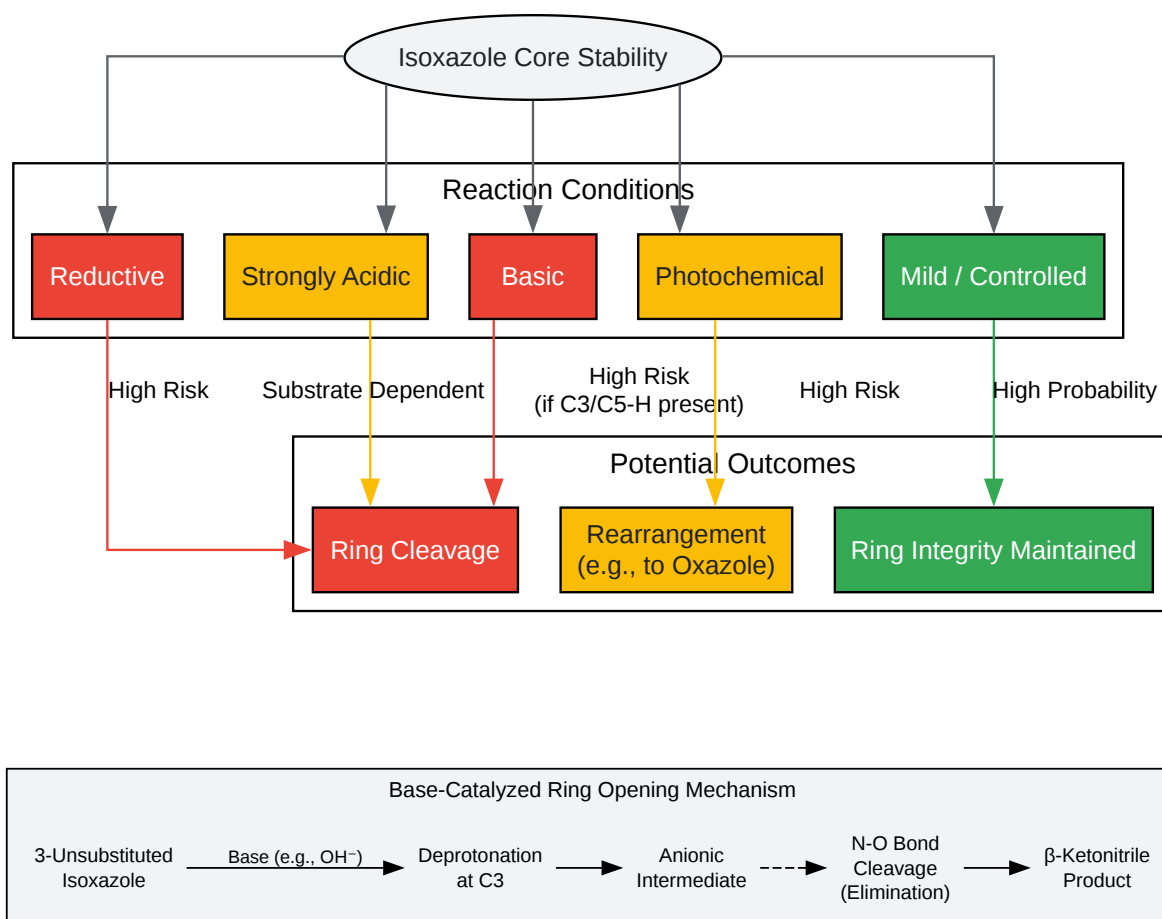 Isoxazole Core Stability
Reaction Conditions
Reductive
Strongly Acidic
Basic
Photochemical
Mild / Controlled
High Risk
Substrate Dependent
High Risk
(if C3/C5-H present)
High Risk
High Probability
Potential Outcomes
Ring Cleavage
Rearrangement
(e.g., to Oxazole)
Ring Integrity Maintained
Base-Catalyzed Ring Opening Mechanism
3-Unsubstituted
Isoxazole
Base (e.g., OH⁻)
Deprotonation
at C3
Anionic
Intermediate
N-O Bond
Cleavage
(Elimination)
β-Ketonitrile
Product